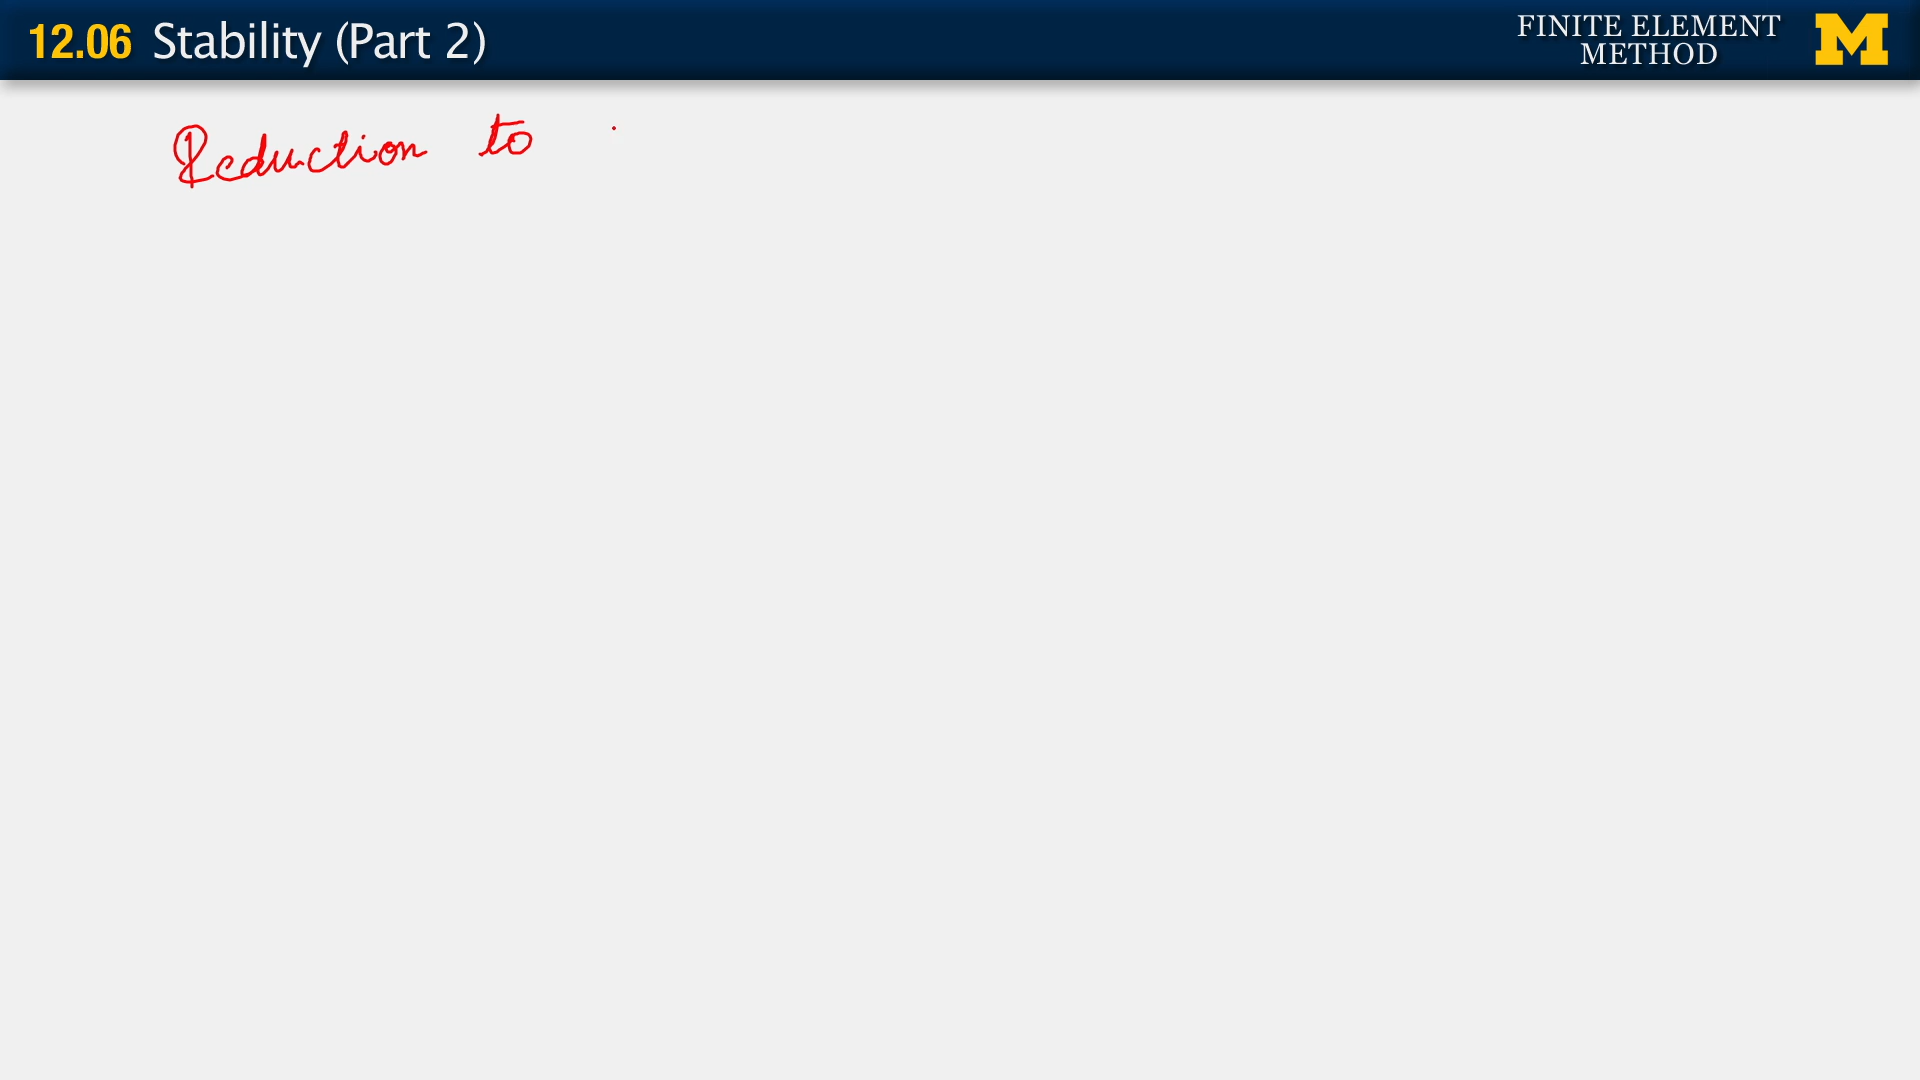 12.06 Stability (Part 2)
FINITE ELEMENT
METHOD
M
Reduction to